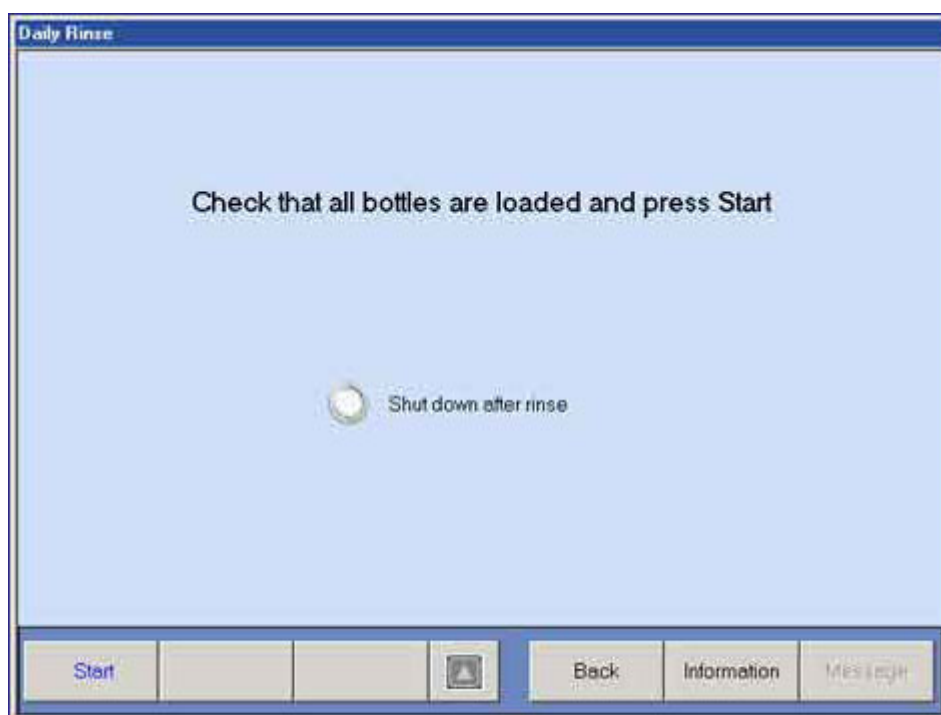 Daily Rinse
Check that all bottles are loaded and press Start
Shut down after rinse
Start
Back
Information
Message